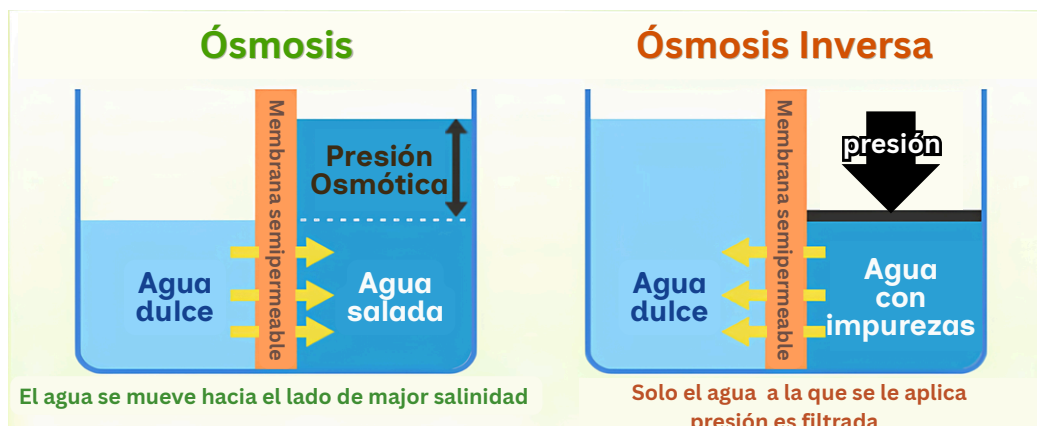 Ósmosis
Membrana semipermeable
Presión
Osmótica
Agua
dulce
Agua
salada
El agua se mueve hacia el lado de major salinidad
Ósmosis Inversa
Membrana semipermeable
presión
Agua
dulce
Agua
con
impurezas
Solo el agua a la que se le aplica
presión es filtrada